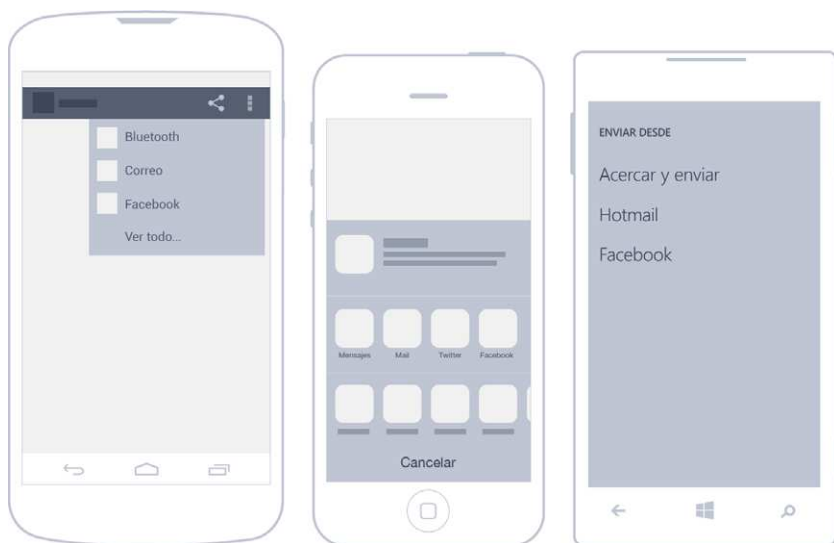 Bluetooth
Correo
Facebook
Ver todo...
Mensajes Mail Twitter Facebook
Cancelar
ENVIAR DESDE
Acercar y enviar
Hotmail
Facebook